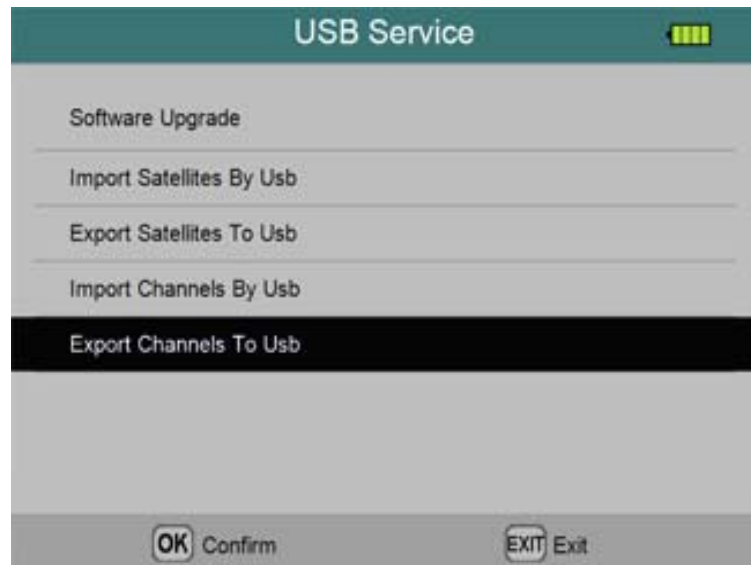 USB Service
Software Upgrade
Import Satellites By Usb
Export Satellites To Usb
Import Channels By Usb
Export Channels To Usb
OK Confirm EXIT Exit